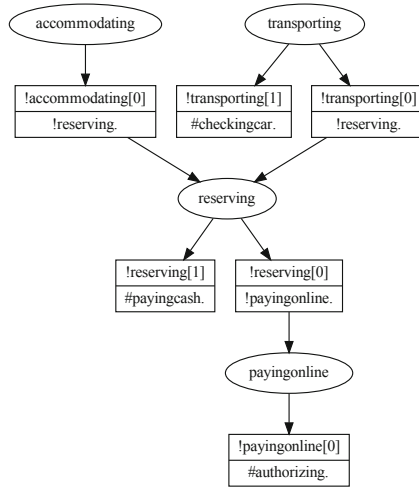 accommodating
transporting
!accommodating[0]
!reserving.
!transporting[1]
#checkingcar.
!transporting[0]
!reserving.
reserving
!reserving[1]
#payingcash.
!reserving[0]
!payingonline.
payingonline
!payingonline[0]
#authorizing.